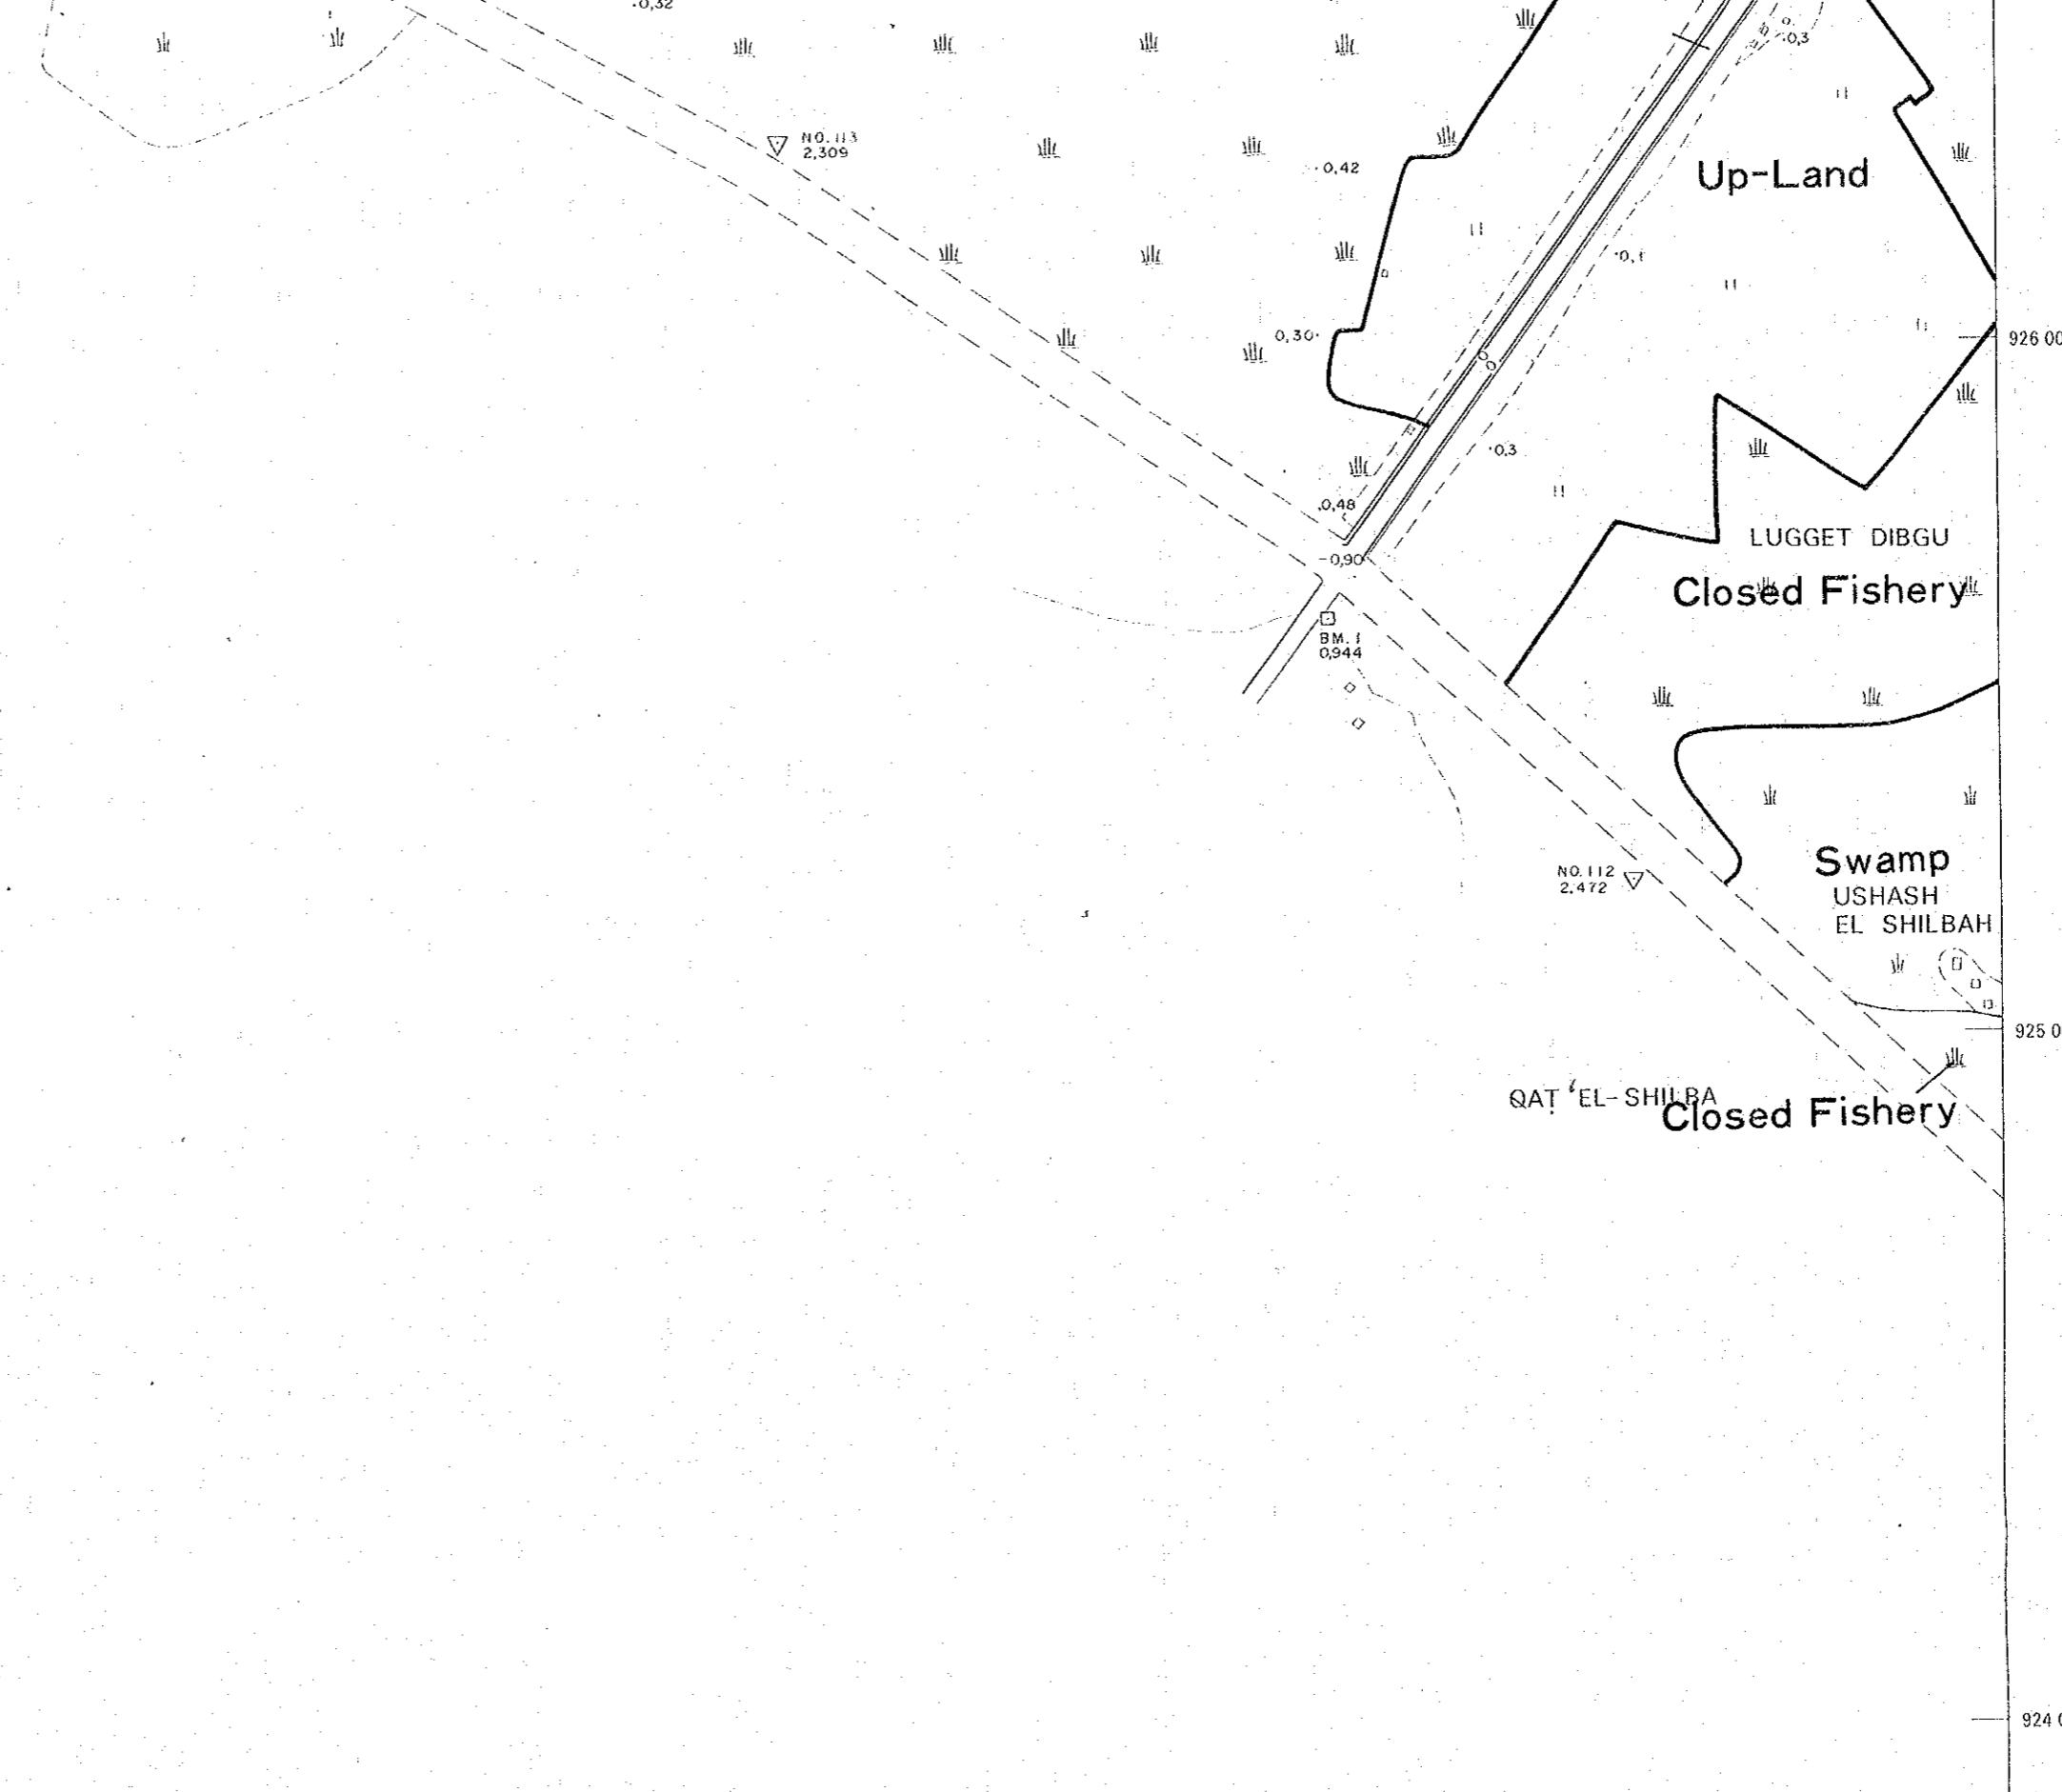 .0,32
.0,3
NO.113
2,309
.0,42
Up-Land
0,30.
926 00
.0,3
.0,48
LUGGET DIBGU
-0,90
Closed Fishery
BM.1
0,944
Swamp
NO.112
2.472
USHASH
EL SHILBAH
925 0
QAT 'EL-SHILBA
Closed Fishery
924 0